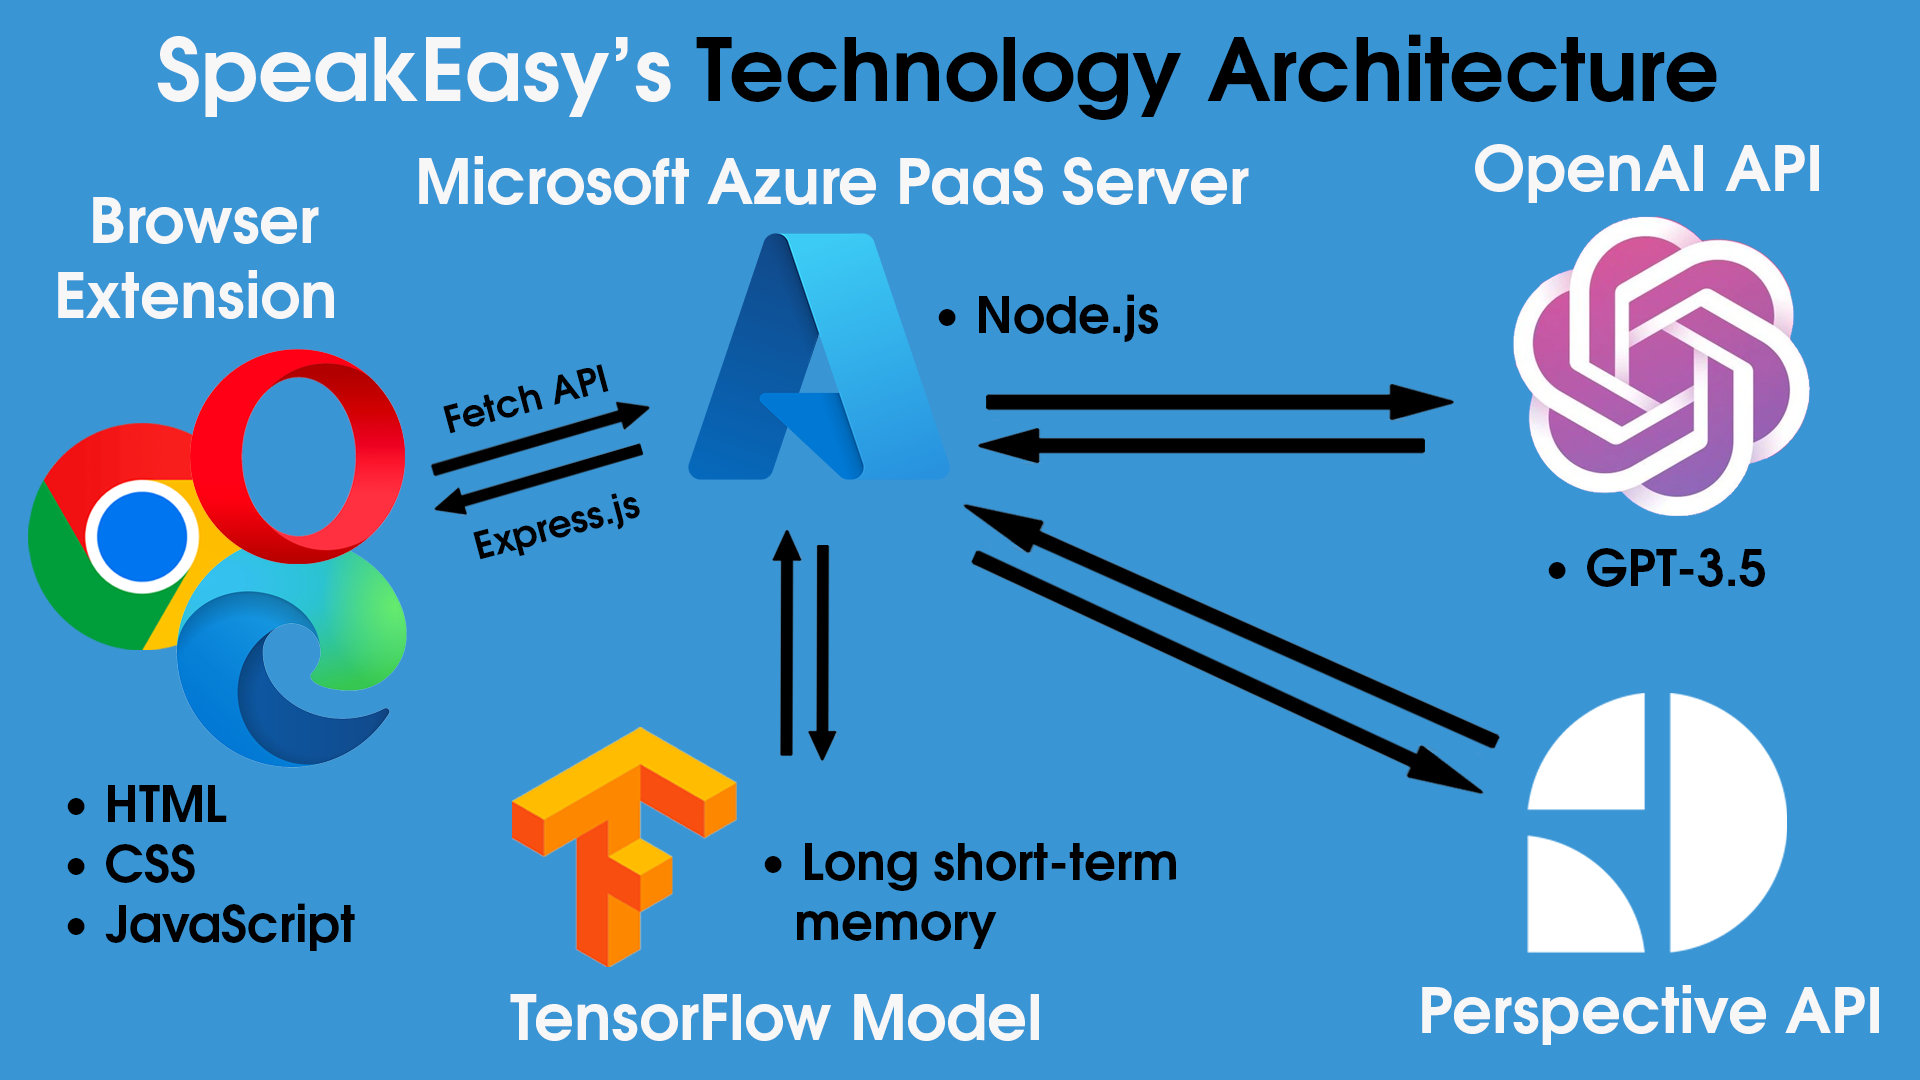 SpeakEasy’s Technology Architecture
Microsoft Azure PaaS Server
OpenAI API
Browser
Extension
• Node.js
Fetch API
Express.js
• GPT-3.5
• HTML
• CSS
• JavaScript
• Long short-term
memory
TensorFlow Model
Perspective API